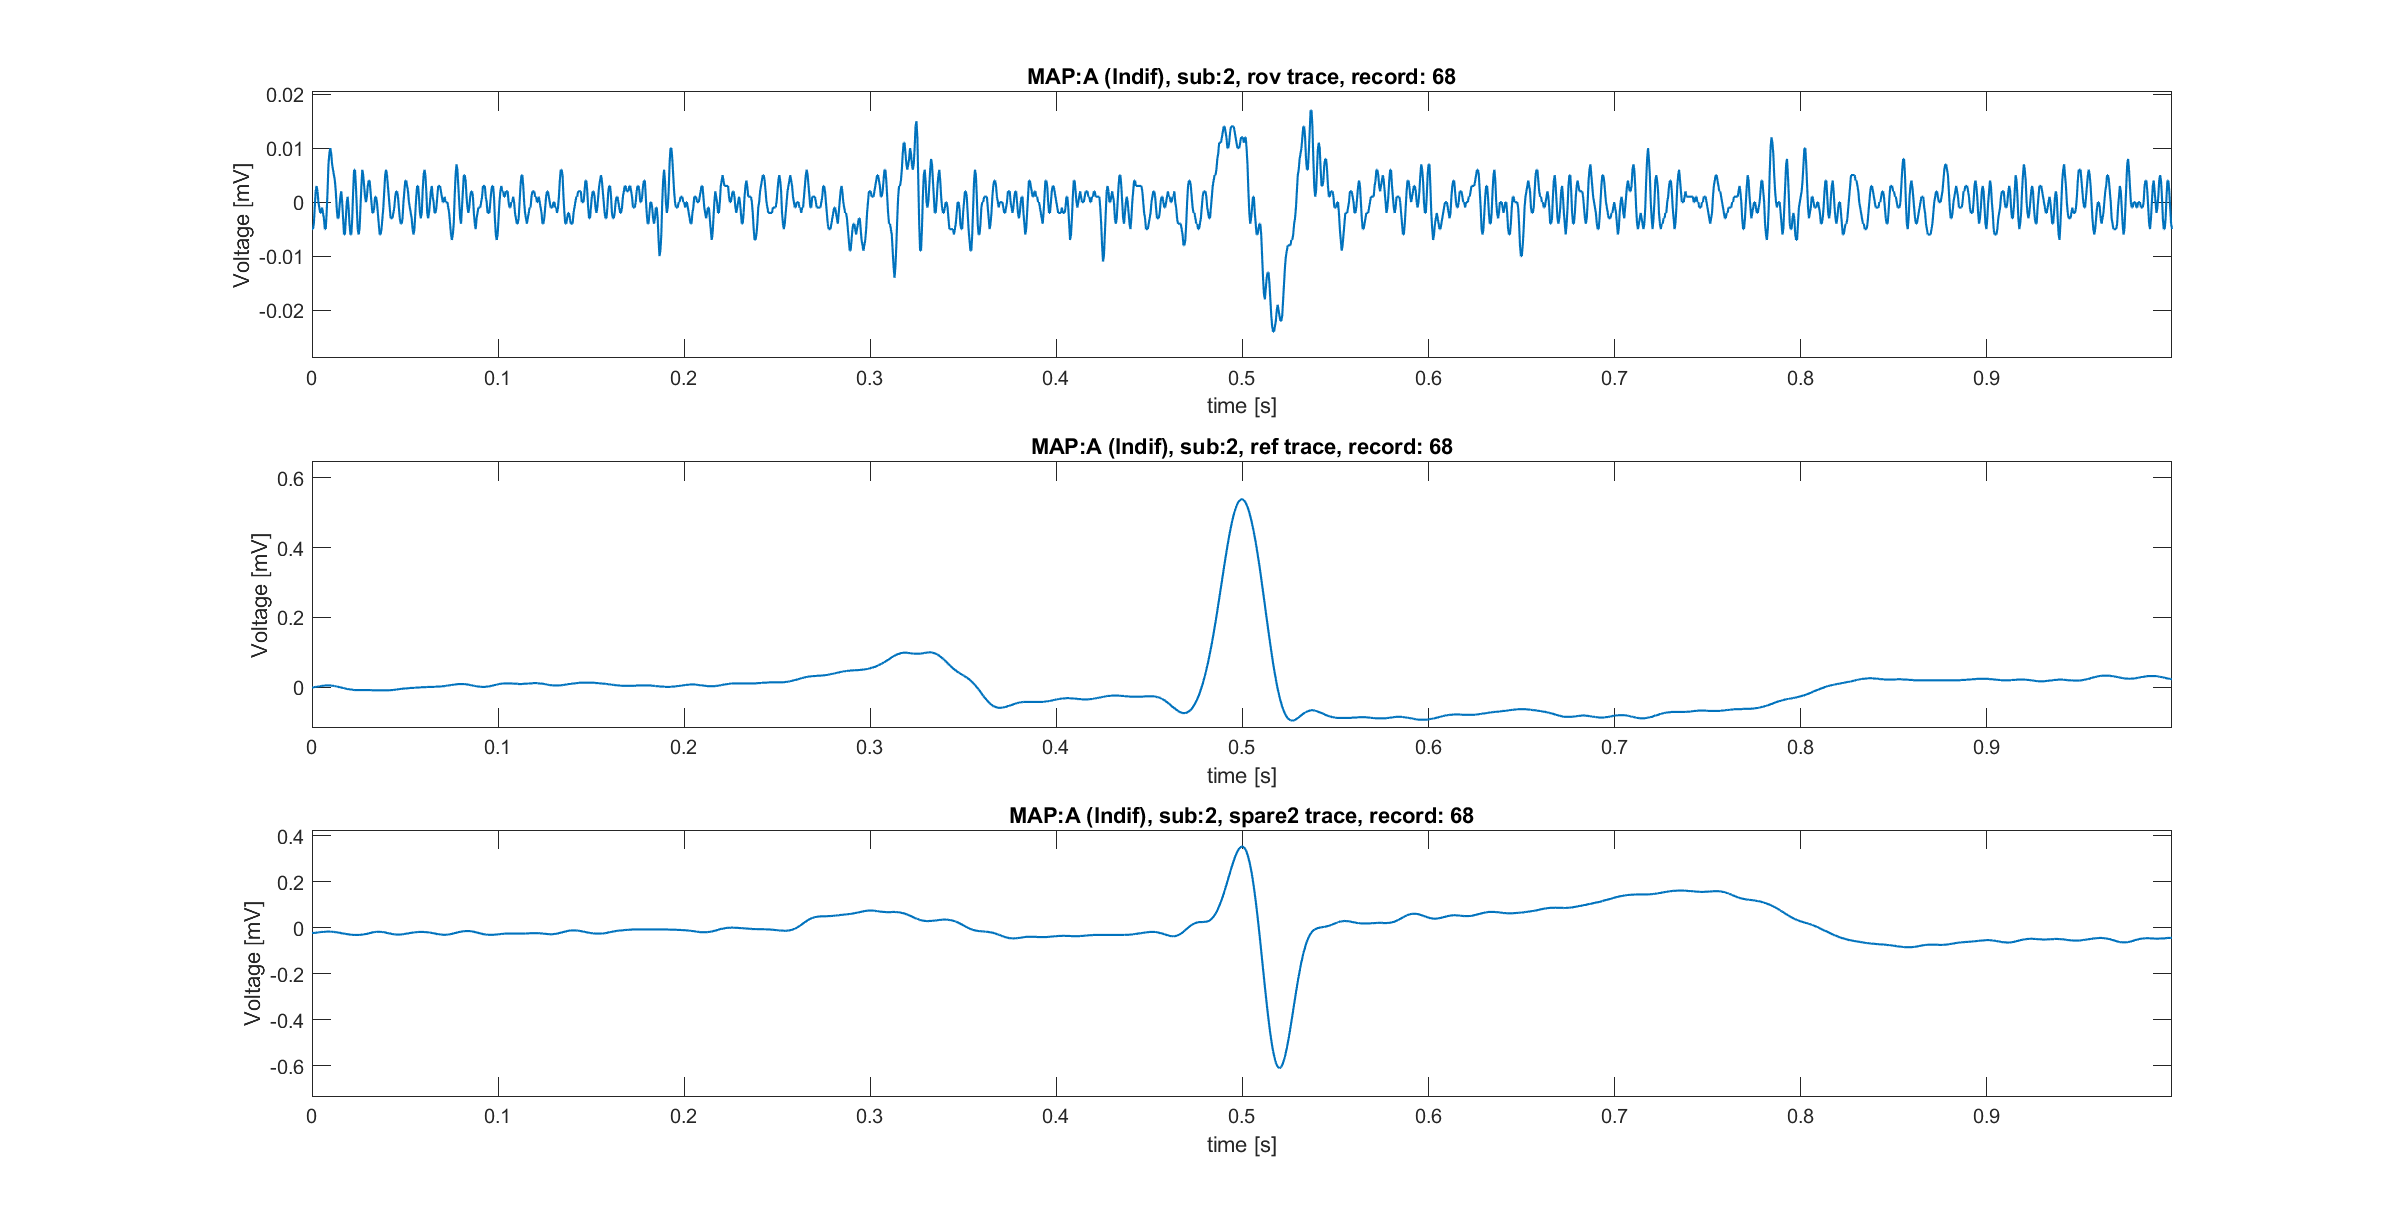 MAP:A (Indif), sub:2, rov trace, record: 68
Voltage [mV]
0.02
0.01
0
-0.01
-0.02
0 0.1 0.2 0.3 0.4 0.5 0.6 0.7 0.8 0.9
time [s]
MAP:A (Indif), sub:2, ref trace, record: 68
Voltage [mV]
0.6
0.4
0.2
0
0 0.1 0.2 0.3 0.4 0.5 0.6 0.7 0.8 0.9
time [s]
MAP:A (Indif), sub:2, spare2 trace, record: 68
Voltage [mV]
0.4
0.2
0
-0.2
-0.4
-0.6
0 0.1 0.2 0.3 0.4 0.5 0.6 0.7 0.8 0.9
time [s]